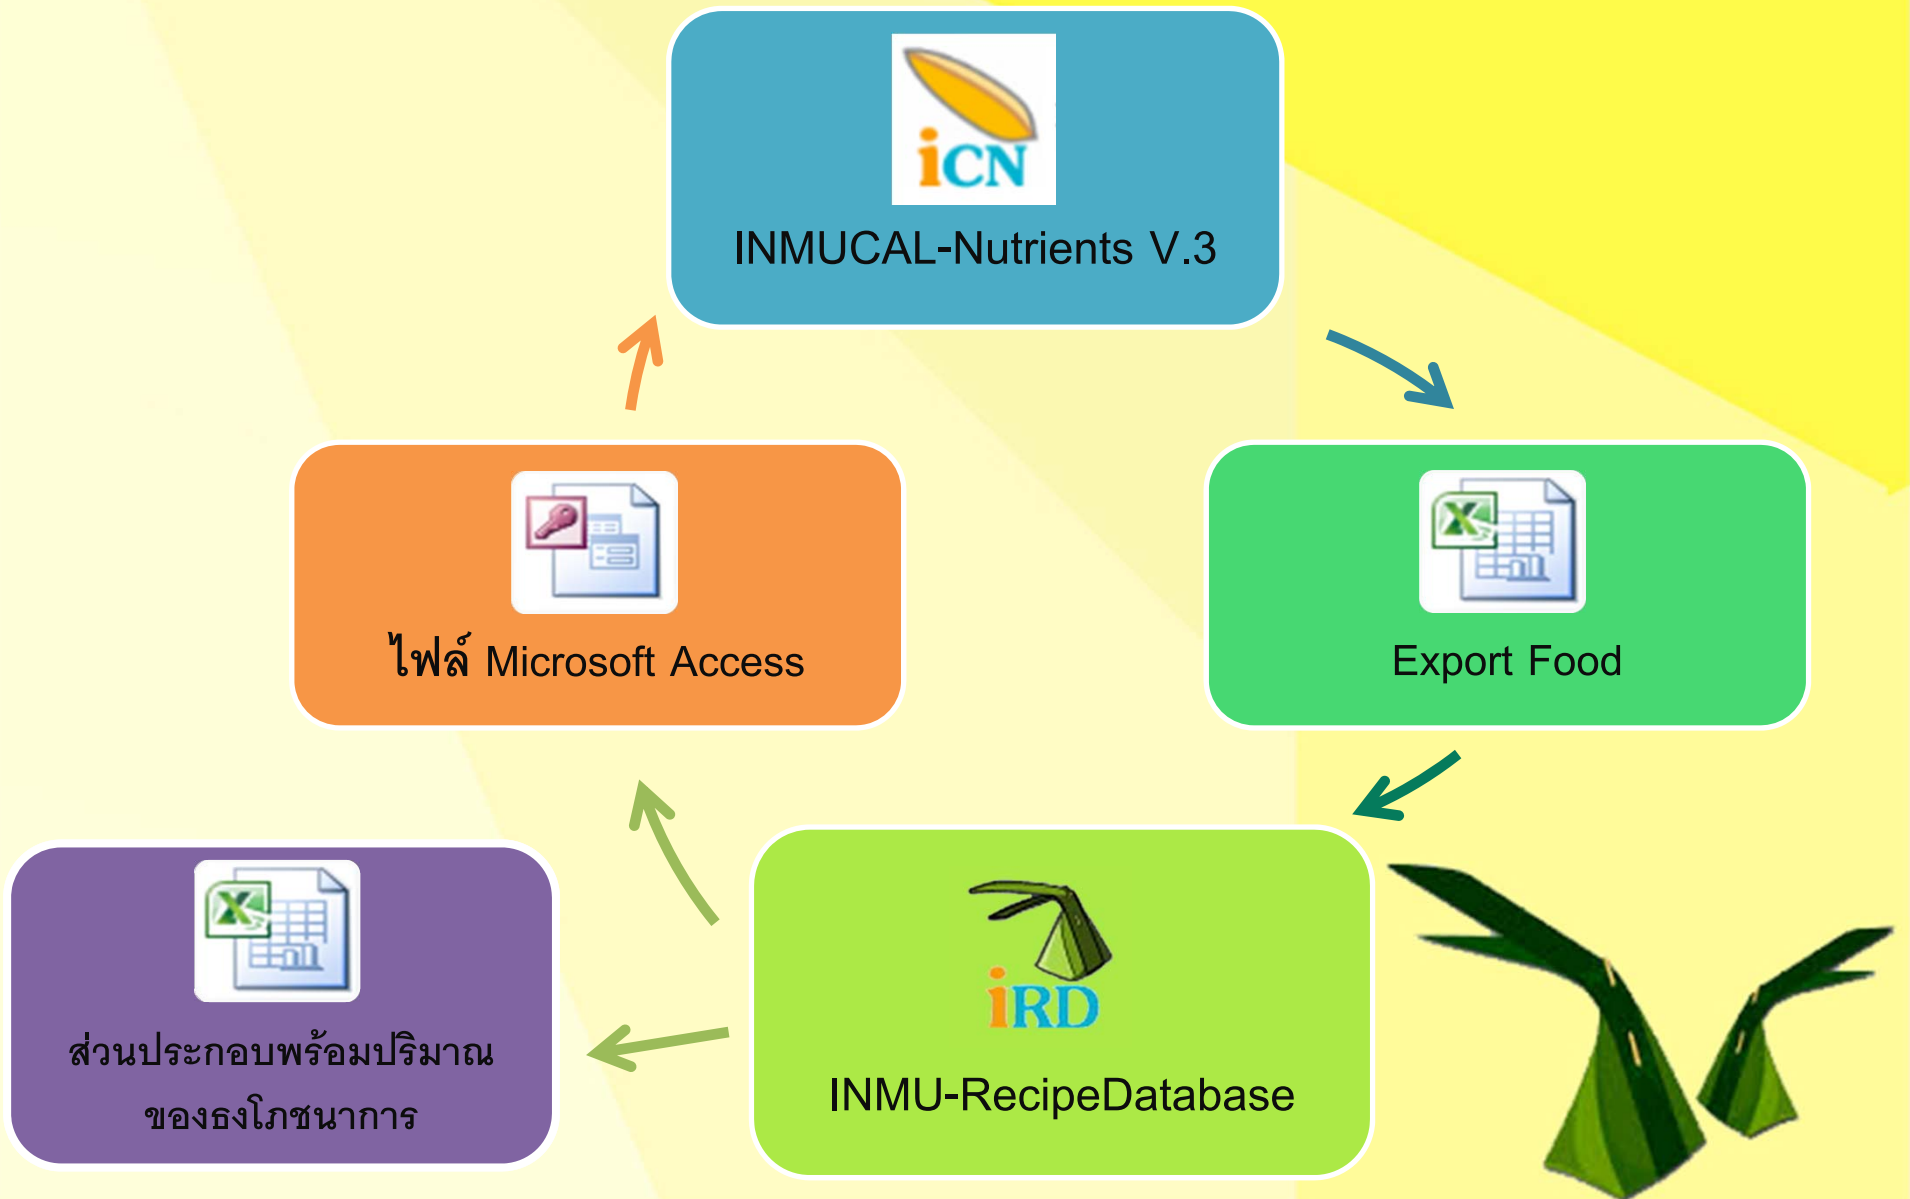 iCN
INMUCAL-Nutrients V.3
ไฟล์ Microsoft Access
Export Food
ส่วนประกอบพร้อมปริมาณ
ของธงโภชนาการ
iRD
INMU-RecipeDatabase